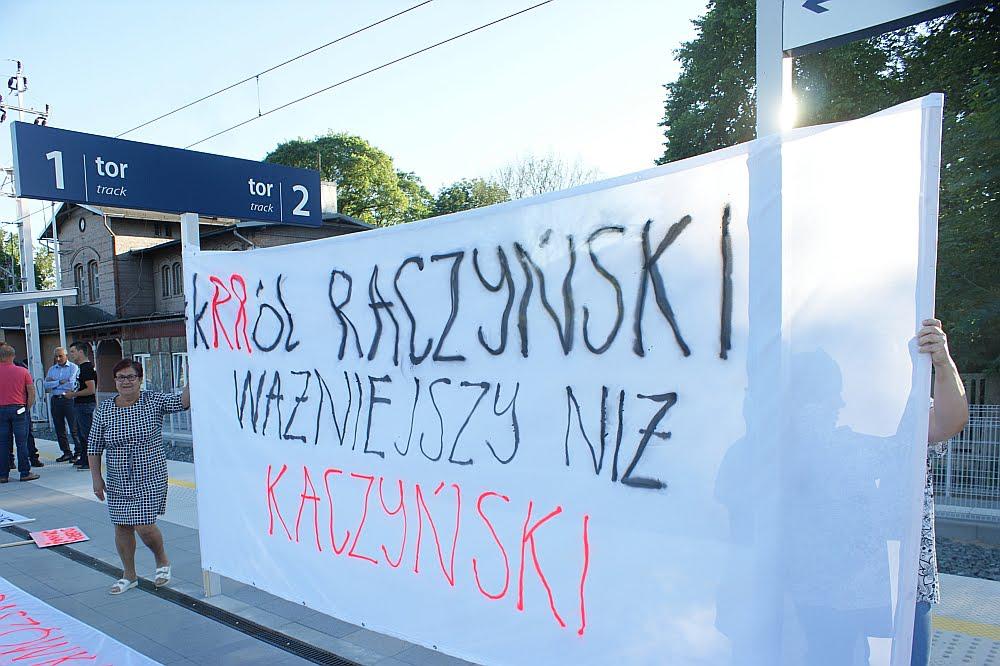 1 tor
track
tor 2
track
KRRÓL RACZYŃSKI
WAŻNIEJSZY NIŻ
KACZYŃSKI